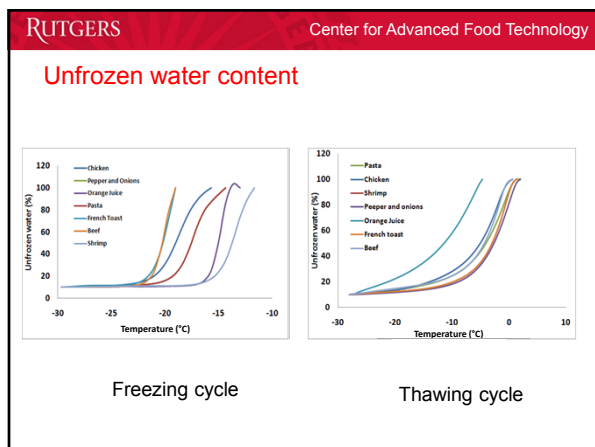 RUTGERS
Center for Advanced Food Technology
Unfrozen water content
120
100
80
60
40
20
0
Unfrozen water (%)
Chicken
Pepper and Onions
Orange Juice
Pasta
French Toast
Beef
Shrimp
-30
-25
-20
-15
-10
Temperature (°C)
120
100
80
60
40
20
0
Unfrozen water (%)
Pasta
Chicken
Shrimp
Peeper and onions
Orange Juice
French toast
Beef
-30
-20
-10
0
10
Temperature (°C)
Freezing cycle
Thawing cycle